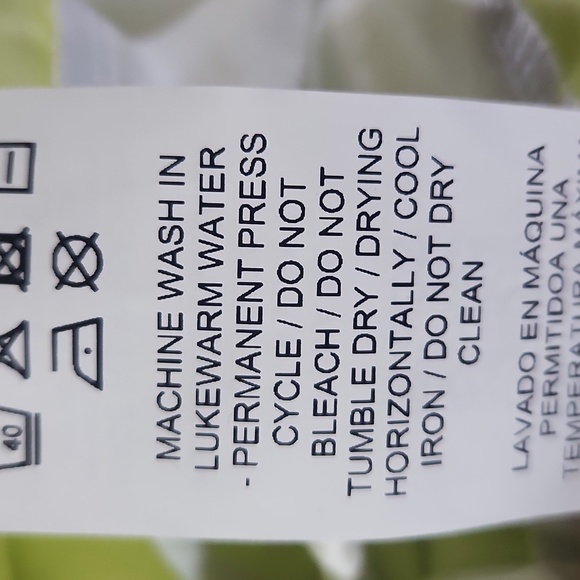 40
MACHINE WASH IN
LUKEWARM WATER
- PERMANENT PRESS
CYCLE / DO NOT
BLEACH / DO NOT
TUMBLE DRY / DRYING
HORIZONTALLY / COOL
IRON / DO NOT DRY
CLEAN
LAVADO EN MÁQUINA
PERMITIDOA UNA
TEMPERATURA